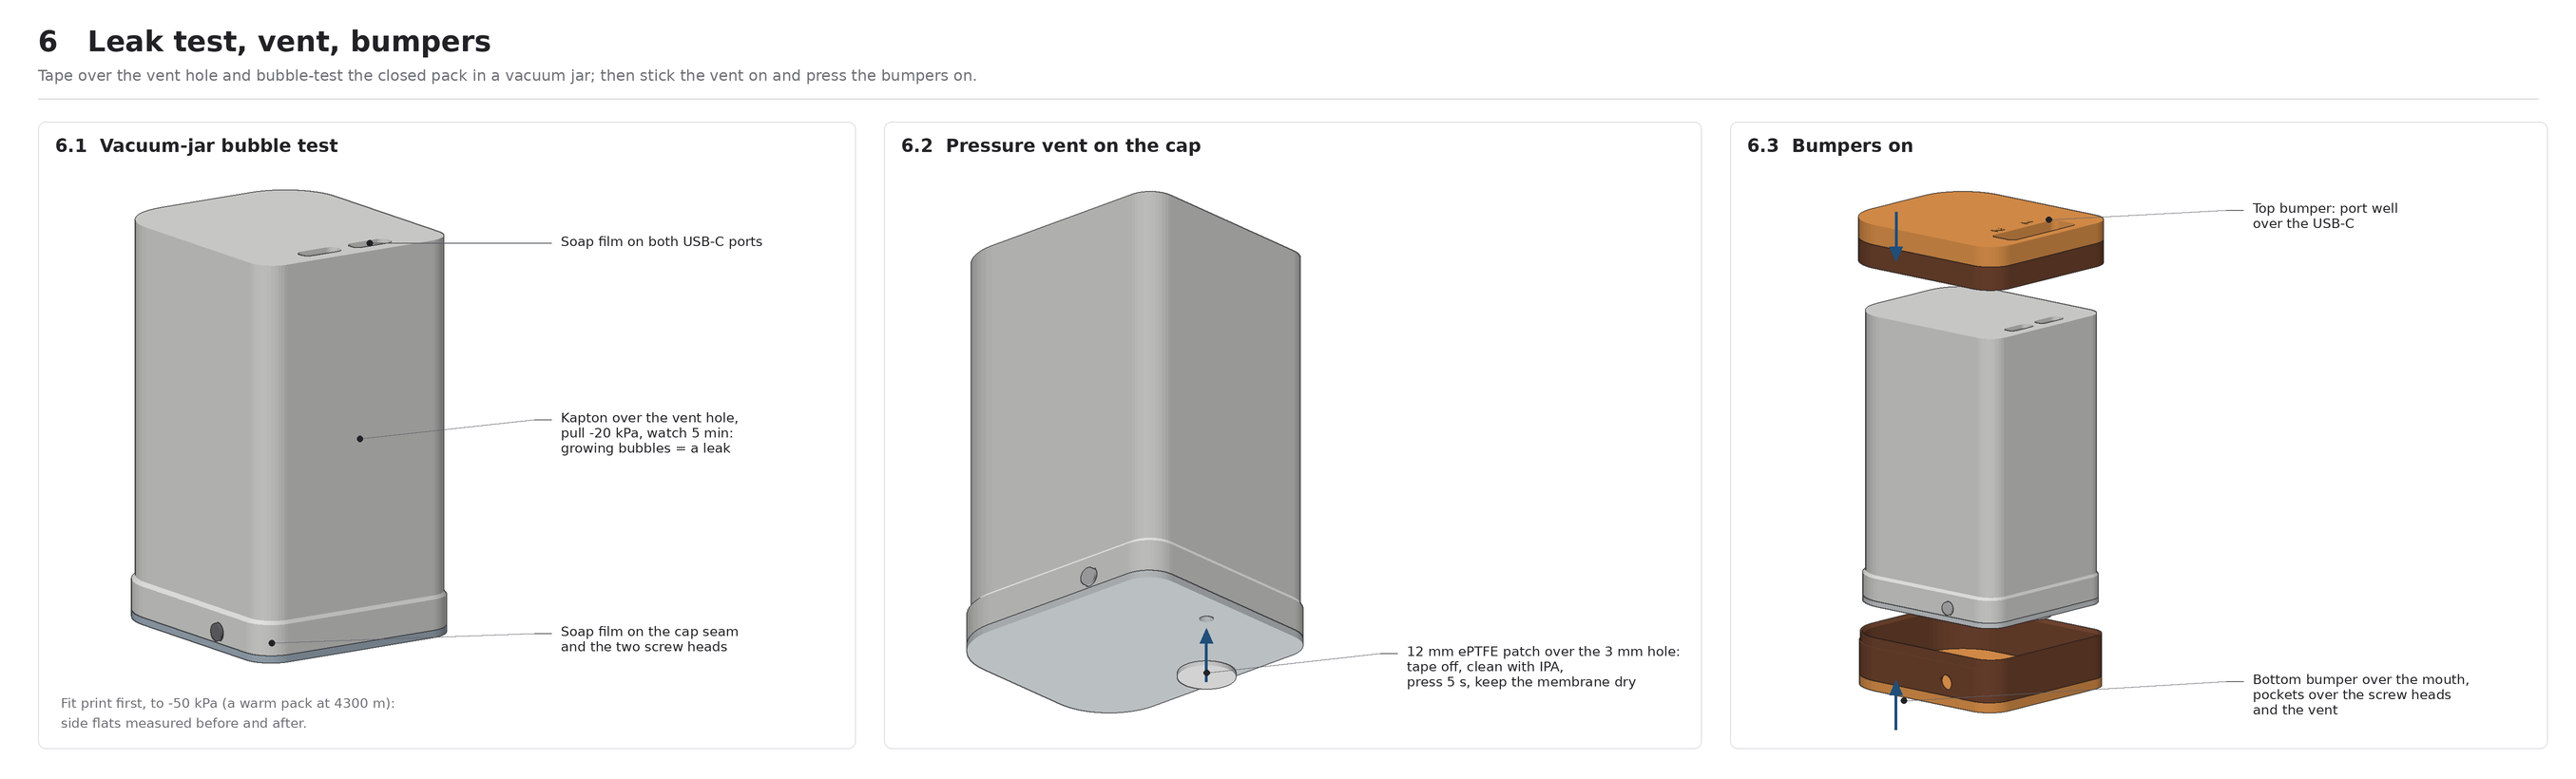 6 Leak test, vent, bumpers
Tape over the vent hole and bubble-test the closed pack in a vacuum jar; then stick the vent on and press the bumpers on.
6.1 Vacuum-jar bubble test
Soap film on both USB-C ports
Kapton over the vent hole,
pull -20 kPa, watch 5 min:
growing bubbles = a leak
Soap film on the cap seam
and the two screw heads
Fit print first, to -50 kPa (a warm pack at 4300 m):
side flats measured before and after.
6.2 Pressure vent on the cap
12 mm ePTFE patch over the 3 mm hole:
tape off, clean with IPA,
press 5 s, keep the membrane dry
6.3 Bumpers on
Top bumper: port well
over the USB-C
Bottom bumper over the mouth,
pockets over the screw heads
and the vent